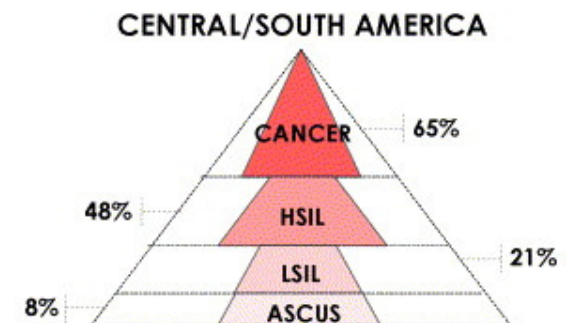 CENTRAL/SOUTH AMERICA
CANCER 65%
48% HSIL
LSIL 21%
8% ASCUS